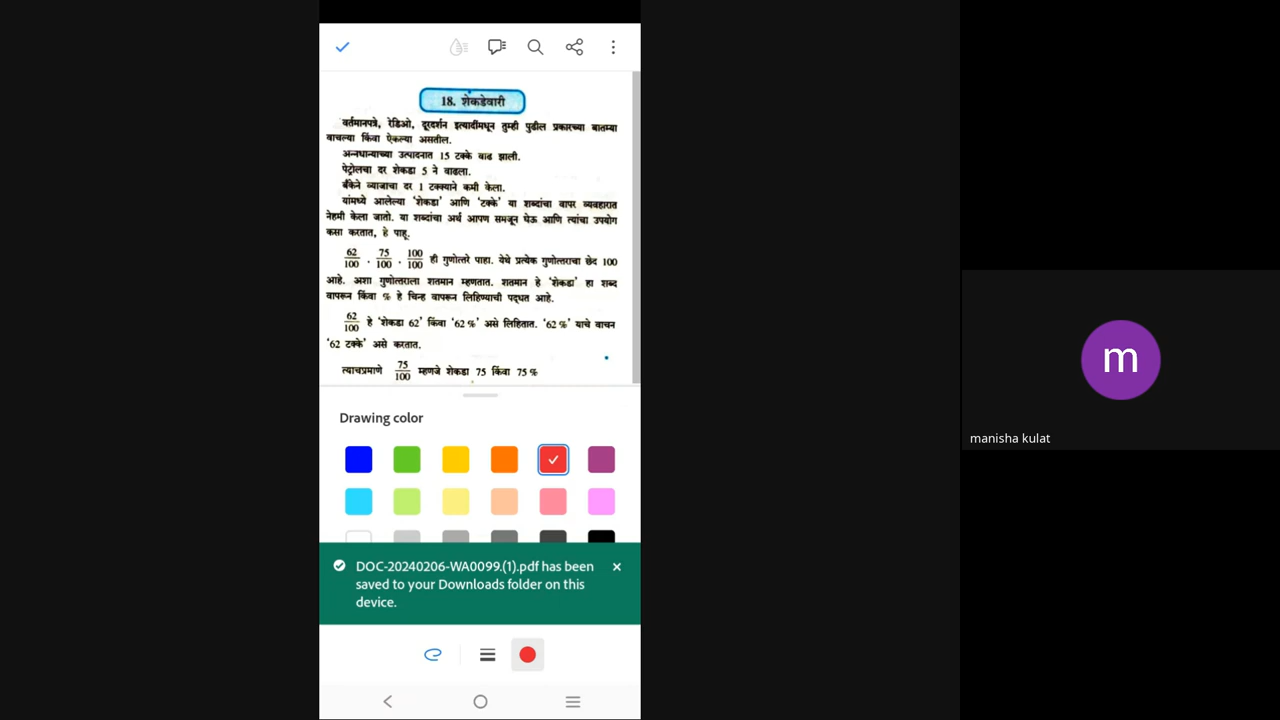 18. शेकडेवारी
वर्तमानपत्रे, रेडिओ, दूरदर्शन इत्यादींमधून तुम्ही पुढील प्रकारच्या बातम्या
वाचल्या किंवा ऐकल्या असतील.
अन्नधान्याच्या उत्पादनात 15 टक्के वाढ झाली.
पेट्रोलचा दर शेकडा 5 ने वाढला.
बँकेने व्याजाचा दर 1 टक्क्याने कमी केला.
यांमध्ये आलेल्या ‘शेकडा’ आणि ‘टक्के’ या शब्दांचा वापर व्यवहारात
नेहमी केला जातो. या शब्दांचा अर्थ आपण समजून घेऊ आणि त्यांचा उपयोग
कसा करतात, हे पाहू.
62/100 . 75/100 . 100/100 ही गुणोत्तरे पाहा. येथे प्रत्येक गुणोत्तराचा छेद 100
आहे. अशा गुणोत्तराला शतमान म्हणतात. शतमान हे ‘शेकडा’ हा शब्द
वापरून किंवा % हे चिन्ह वापरून लिहिण्याची पद्धत आहे.
62/100 हे ‘शेकडा 62’ किंवा ‘62 %’ असे लिहितात. ‘62 %’ याचे वाचन
‘62 टक्के’ असे करतात.
त्याचप्रमाणे 75/100 म्हणजे शेकडा 75 किंवा 75 %
Drawing color
DOC-20240206-WA0099.(1).pdf has been
saved to your Downloads folder on this
device.
m
manisha kulat